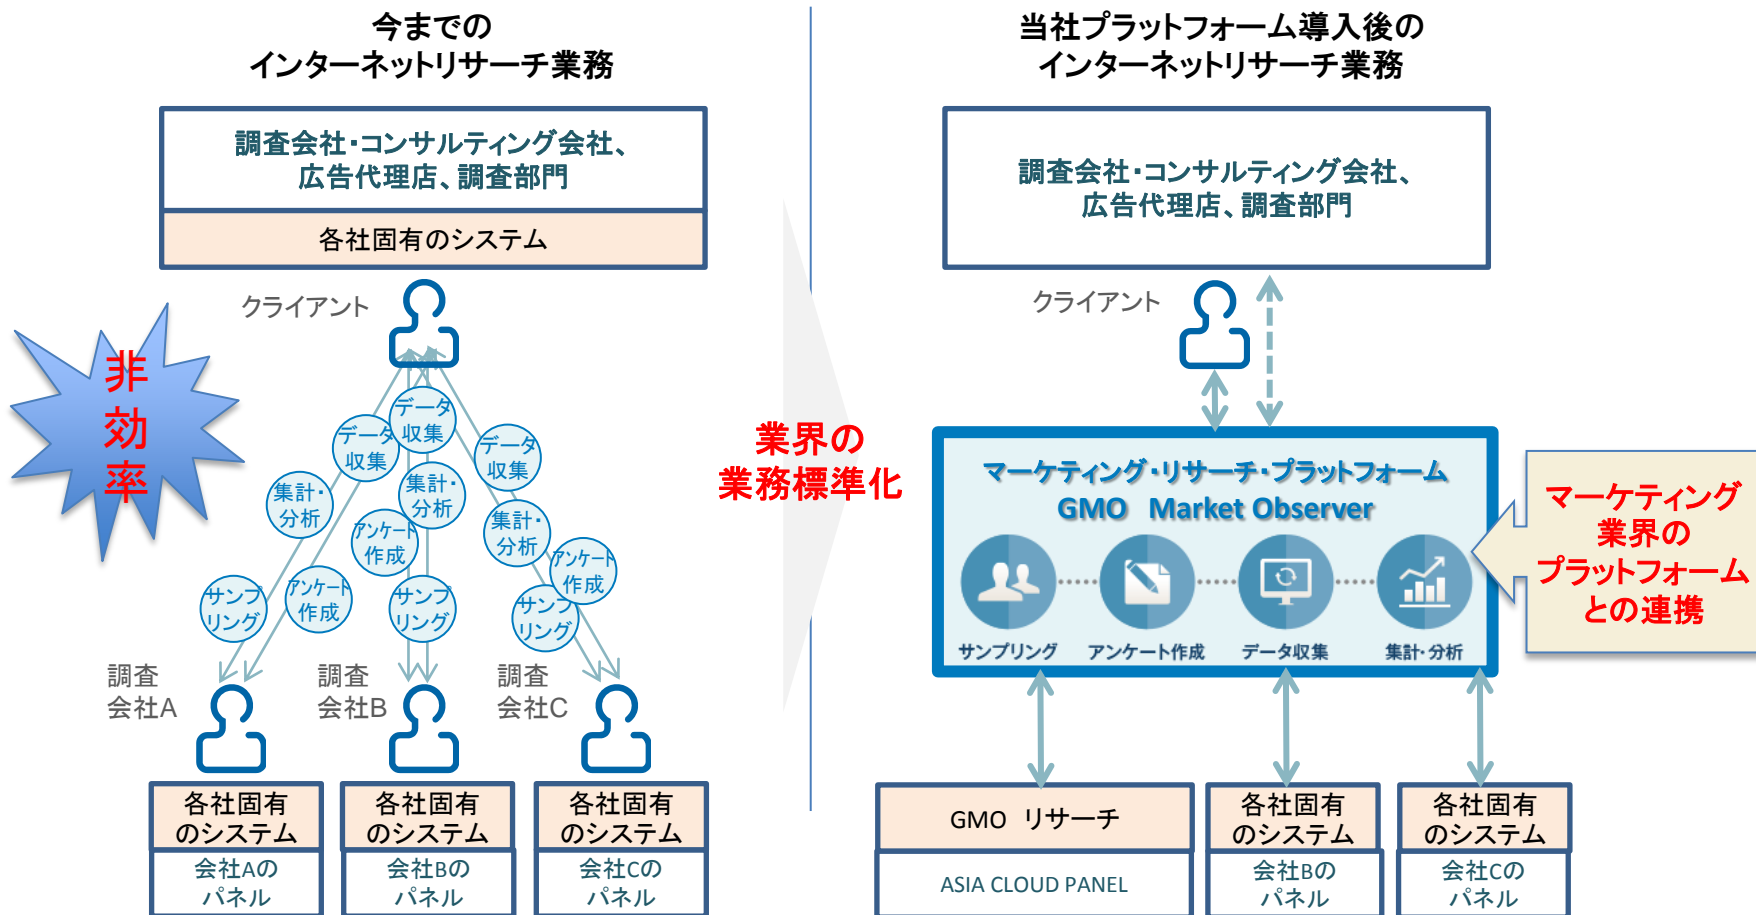 今までの
インターネットリサーチ業務
調査会社・コンサルティング会社、
広告代理店、調査部門
各社固有のシステム
クライアント
非
効
率
データ
収集
集計・
分析
サンプ
リング
アンケート
作成
データ
収集
集計・
分析
アンケート
作成
サンプ
リング
データ
収集
集計・
分析
アンケート
作成
サンプ
リング
調査
会社A
調査
会社B
調査
会社C
各社固有
のシステム
会社Aの
パネル
各社固有
のシステム
会社Bの
パネル
各社固有
のシステム
会社Cの
パネル
業界の
業務標準化
当社プラットフォーム導入後の
インターネットリサーチ業務
調査会社・コンサルティング会社、
広告代理店、調査部門
クライアント
マーケティング・リサーチ・プラットフォーム
GMO Market Observer
サンプリング
アンケート作成
データ収集
集計・分析
マーケティング
業界の
プラットフォーム
との連携
GMO リサーチ
ASIA CLOUD PANEL
各社固有
のシステム
会社Bの
パネル
各社固有
のシステム
会社Cの
パネル